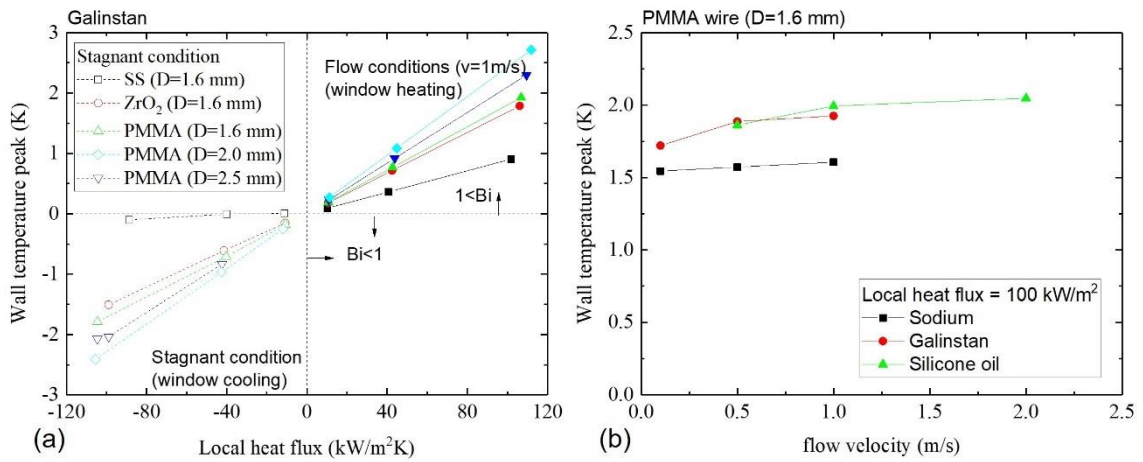 Galinstan
3
2
1
0
-1
-2
-3
Wall temperature peak (K)
Stagnant condition
SS (D=1.6 mm)
ZrO₂ (D=1.6 mm)
PMMA (D=1.6 mm)
PMMA (D=2.0 mm)
PMMA (D=2.5 mm)
Flow conditions (v=1m/s)
(window heating)
1<Bi
Bi<1
Stagnant condition
(window cooling)
-120 -80 -40 0 40 80 120
(a)
Local heat flux (kW/m²K)
PMMA wire (D=1.6 mm)
2.5
2.0
1.5
1.0
0.5
0.0
Wall temperature peak (K)
Local heat flux = 100 kW/m²
Sodium
Galinstan
Silicone oil
0.0 0.5 1.0 1.5 2.0 2.5
(b)
flow velocity (m/s)